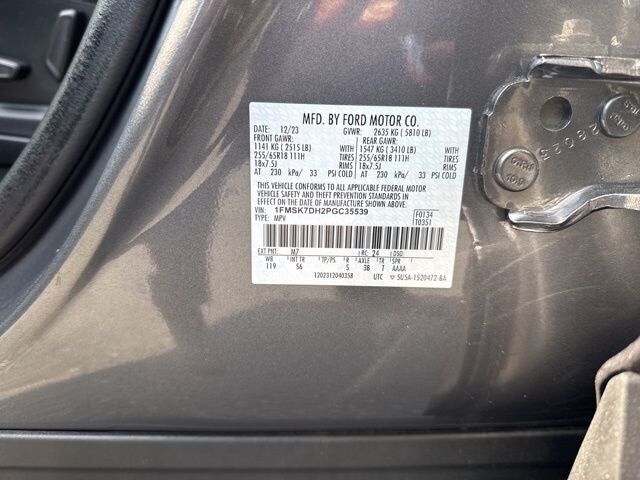 MFD. BY FORD MOTOR CO.
DATE: 12/23 GVWR: 2635 KG ( 5810 LB)
FRONT GAWR: REAR GAWR:
1141 KG ( 2515 LB) WITH 1547 KG ( 3410 LB) WITH
255/65R18 111H TIRES 255/65R18 111H TIRES
18x7.5J RIMS 18x7.5J RIMS
AT 230 kPa/ 33 PSI COLD AT 230 kPa/ 33 PSI COLD
THIS VEHICLE CONFORMS TO ALL APPLICABLE FEDERAL MOTOR
VEHICLE SAFETY AND THEFT PREVENTION STANDARDS IN
EFFECT ON THE DATE OF MANUFACTURE SHOWN ABOVE.
VIN: 1FMSK7DH2PGC35539 F0134
TYPE: MPV T0351
EXT PNT: M7 RC: 24 DSO:
WB INT TR TP/PS R AXLE TR SPR
119 S6 S 3B T AAAA
UTC 5U5A-1520472-BA